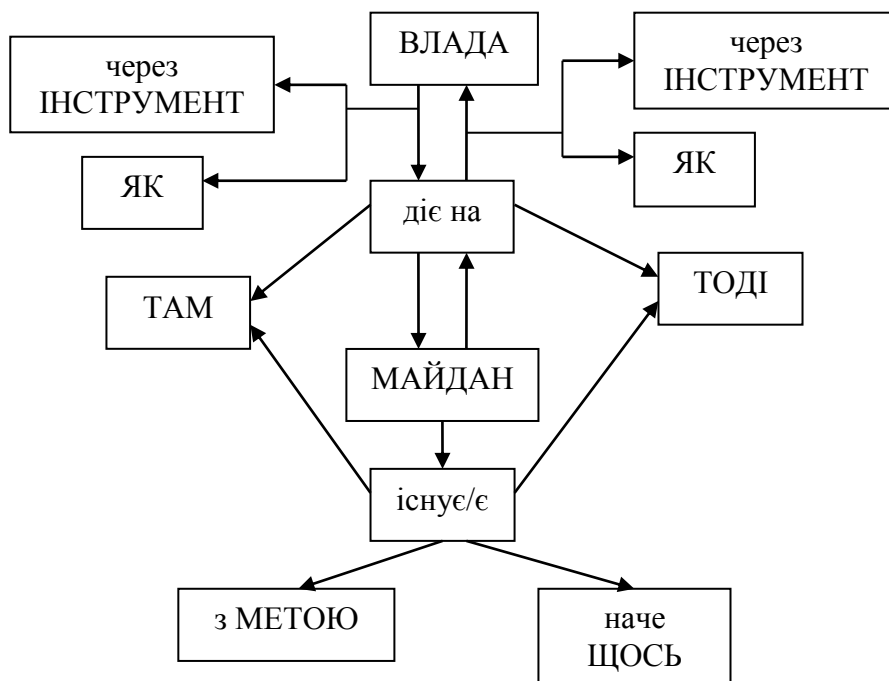 ВЛАДА
через
ІНСТРУМЕНТ
через
ІНСТРУМЕНТ
ЯК
ЯК
діє на
ТАМ
ТОДІ
МАЙДАН
існує/є
з МЕТОЮ
наче
ЩОСЬ